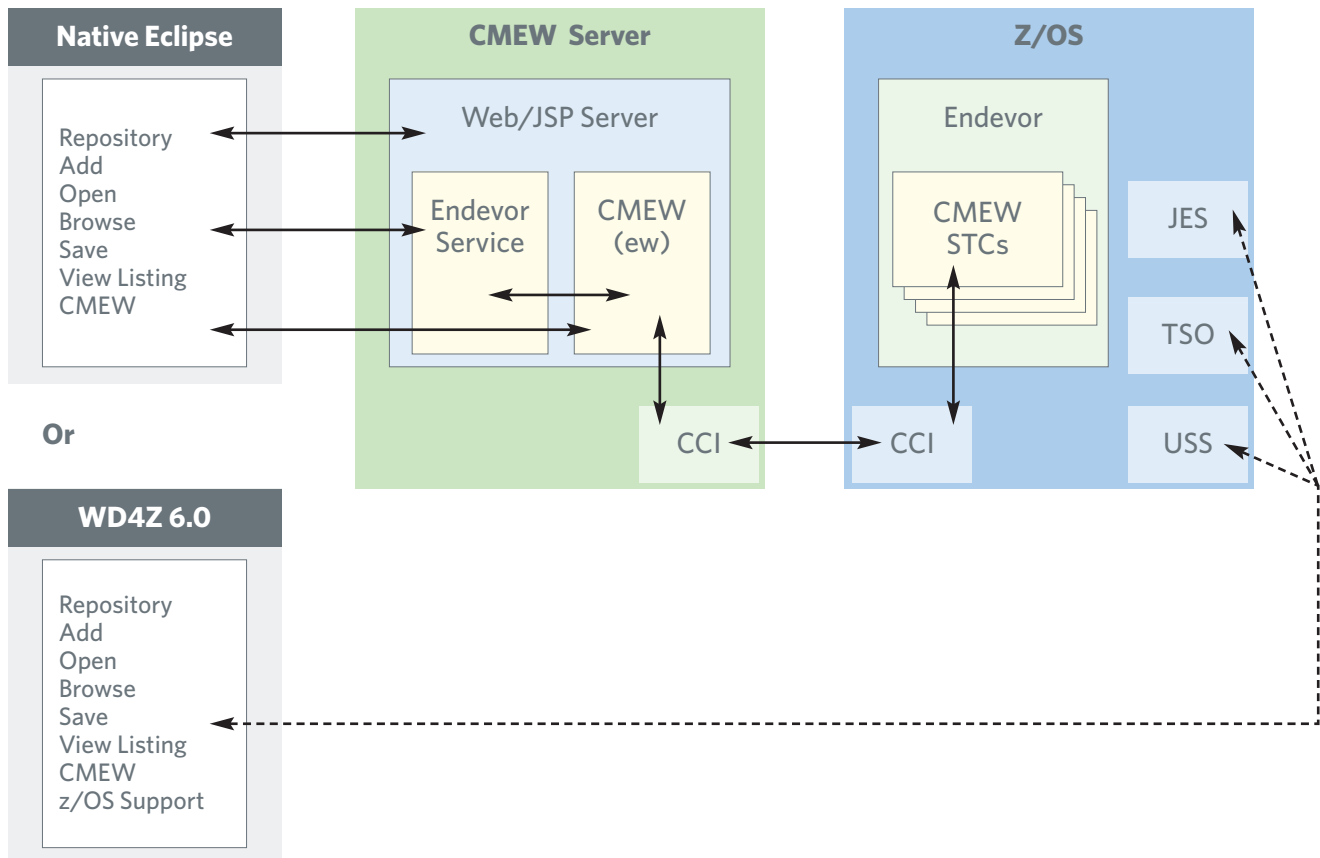 Native Eclipse
Repository
Add
Open
Browse
Save
View Listing
CMEW
Or
WD4Z 6.0
Repository
Add
Open
Browse
Save
View Listing
CMEW
z/OS Support
CMEW Server
Web/JSP Server
Endevor
Service
CMEW
(ew)
CCI
Z/OS
Endevor
CMEW
STCs
CCI
JES
TSO
USS